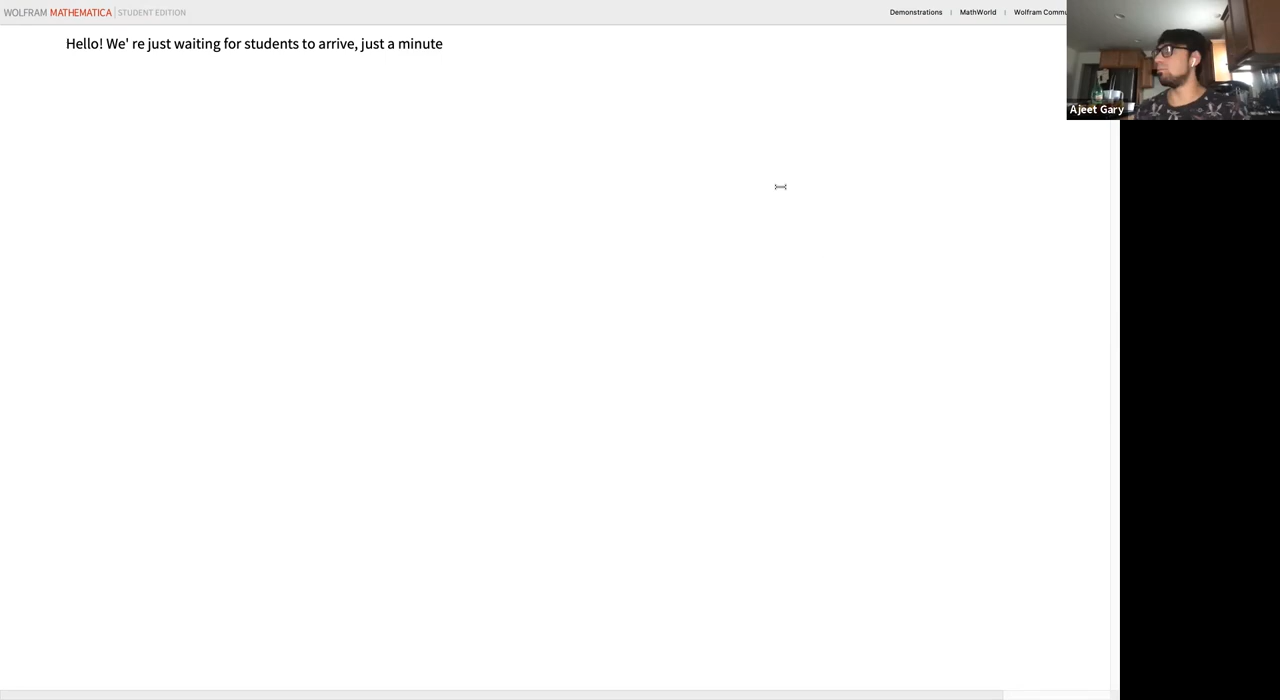 WOLFRAM MATHEMATICA | STUDENT EDITION
Demonstrations | MathWorld | Wolfram Commu
Hello! We' re just waiting for students to arrive, just a minute
Ajeet Gary